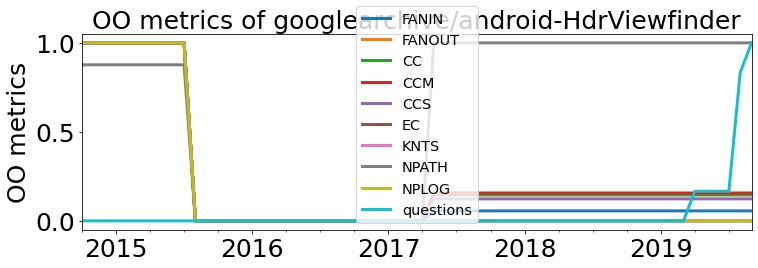 OO metrics of googlearchive/android-HdrViewfinder
OO metrics
1.0
0.5
0.0
FANIN
FANOUT
CC
CCM
CCS
EC
KNTS
NPATH
NPLOG
questions
2015 2016 2017 2018 2019